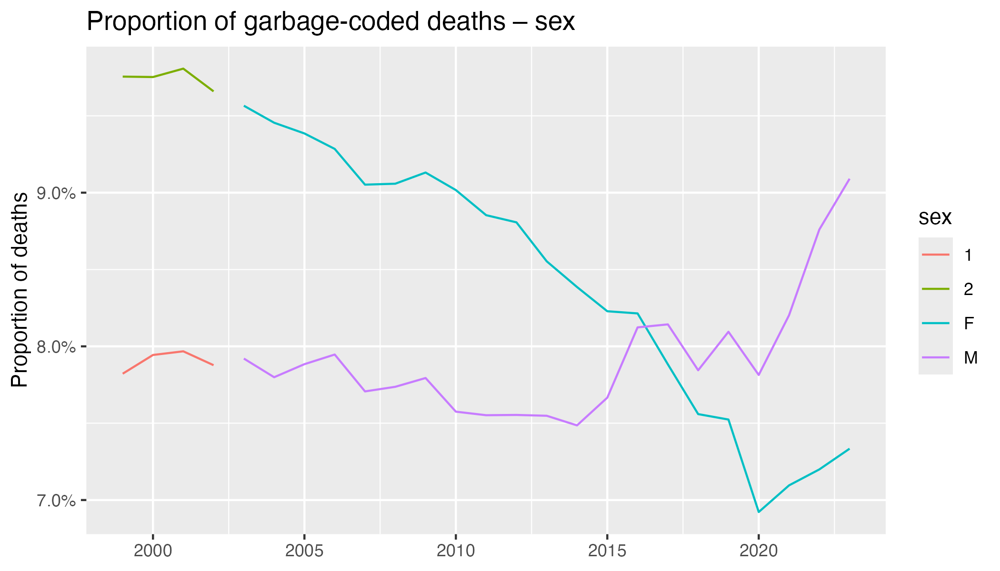 Proportion of garbage-coded deaths – sex
Proportion of deaths
9.0%
8.0%
7.0%
2000
2005
2010
2015
2020
sex
1
2
F
M